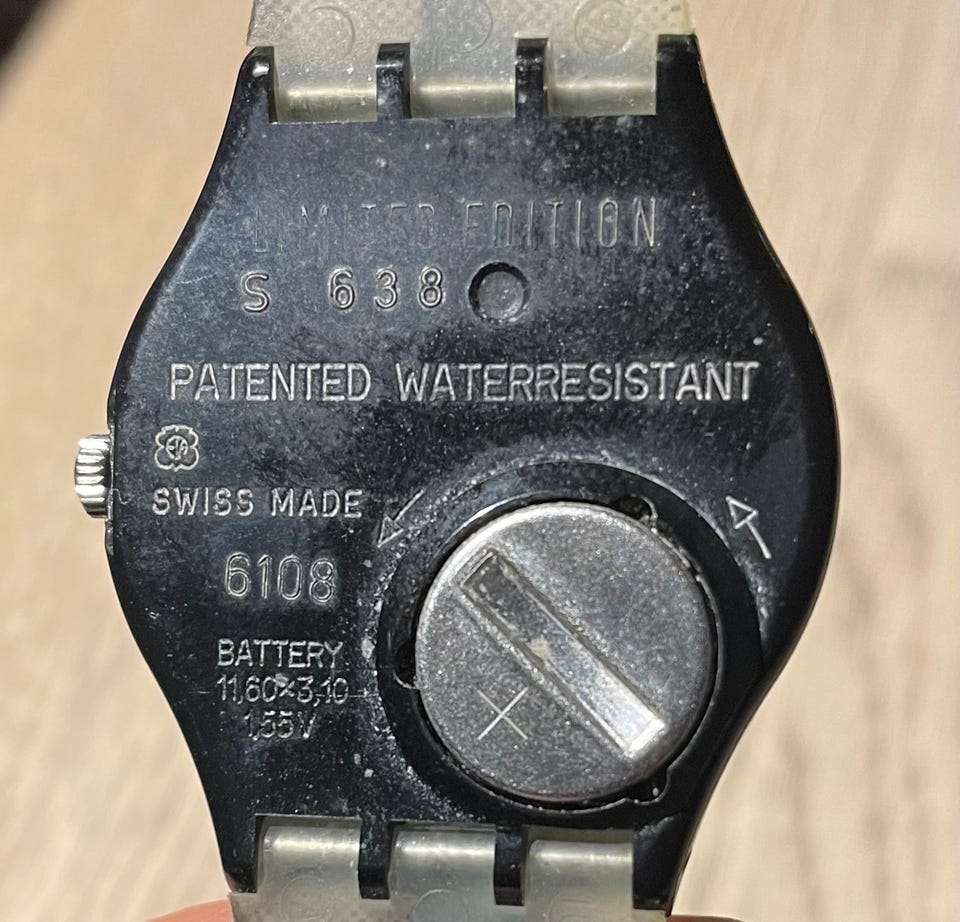 LIMITED EDITION
S 638
PATENTED WATERRESISTANT
SWISS MADE
6108
BATTERY
11,60×3,10
1,55V
+